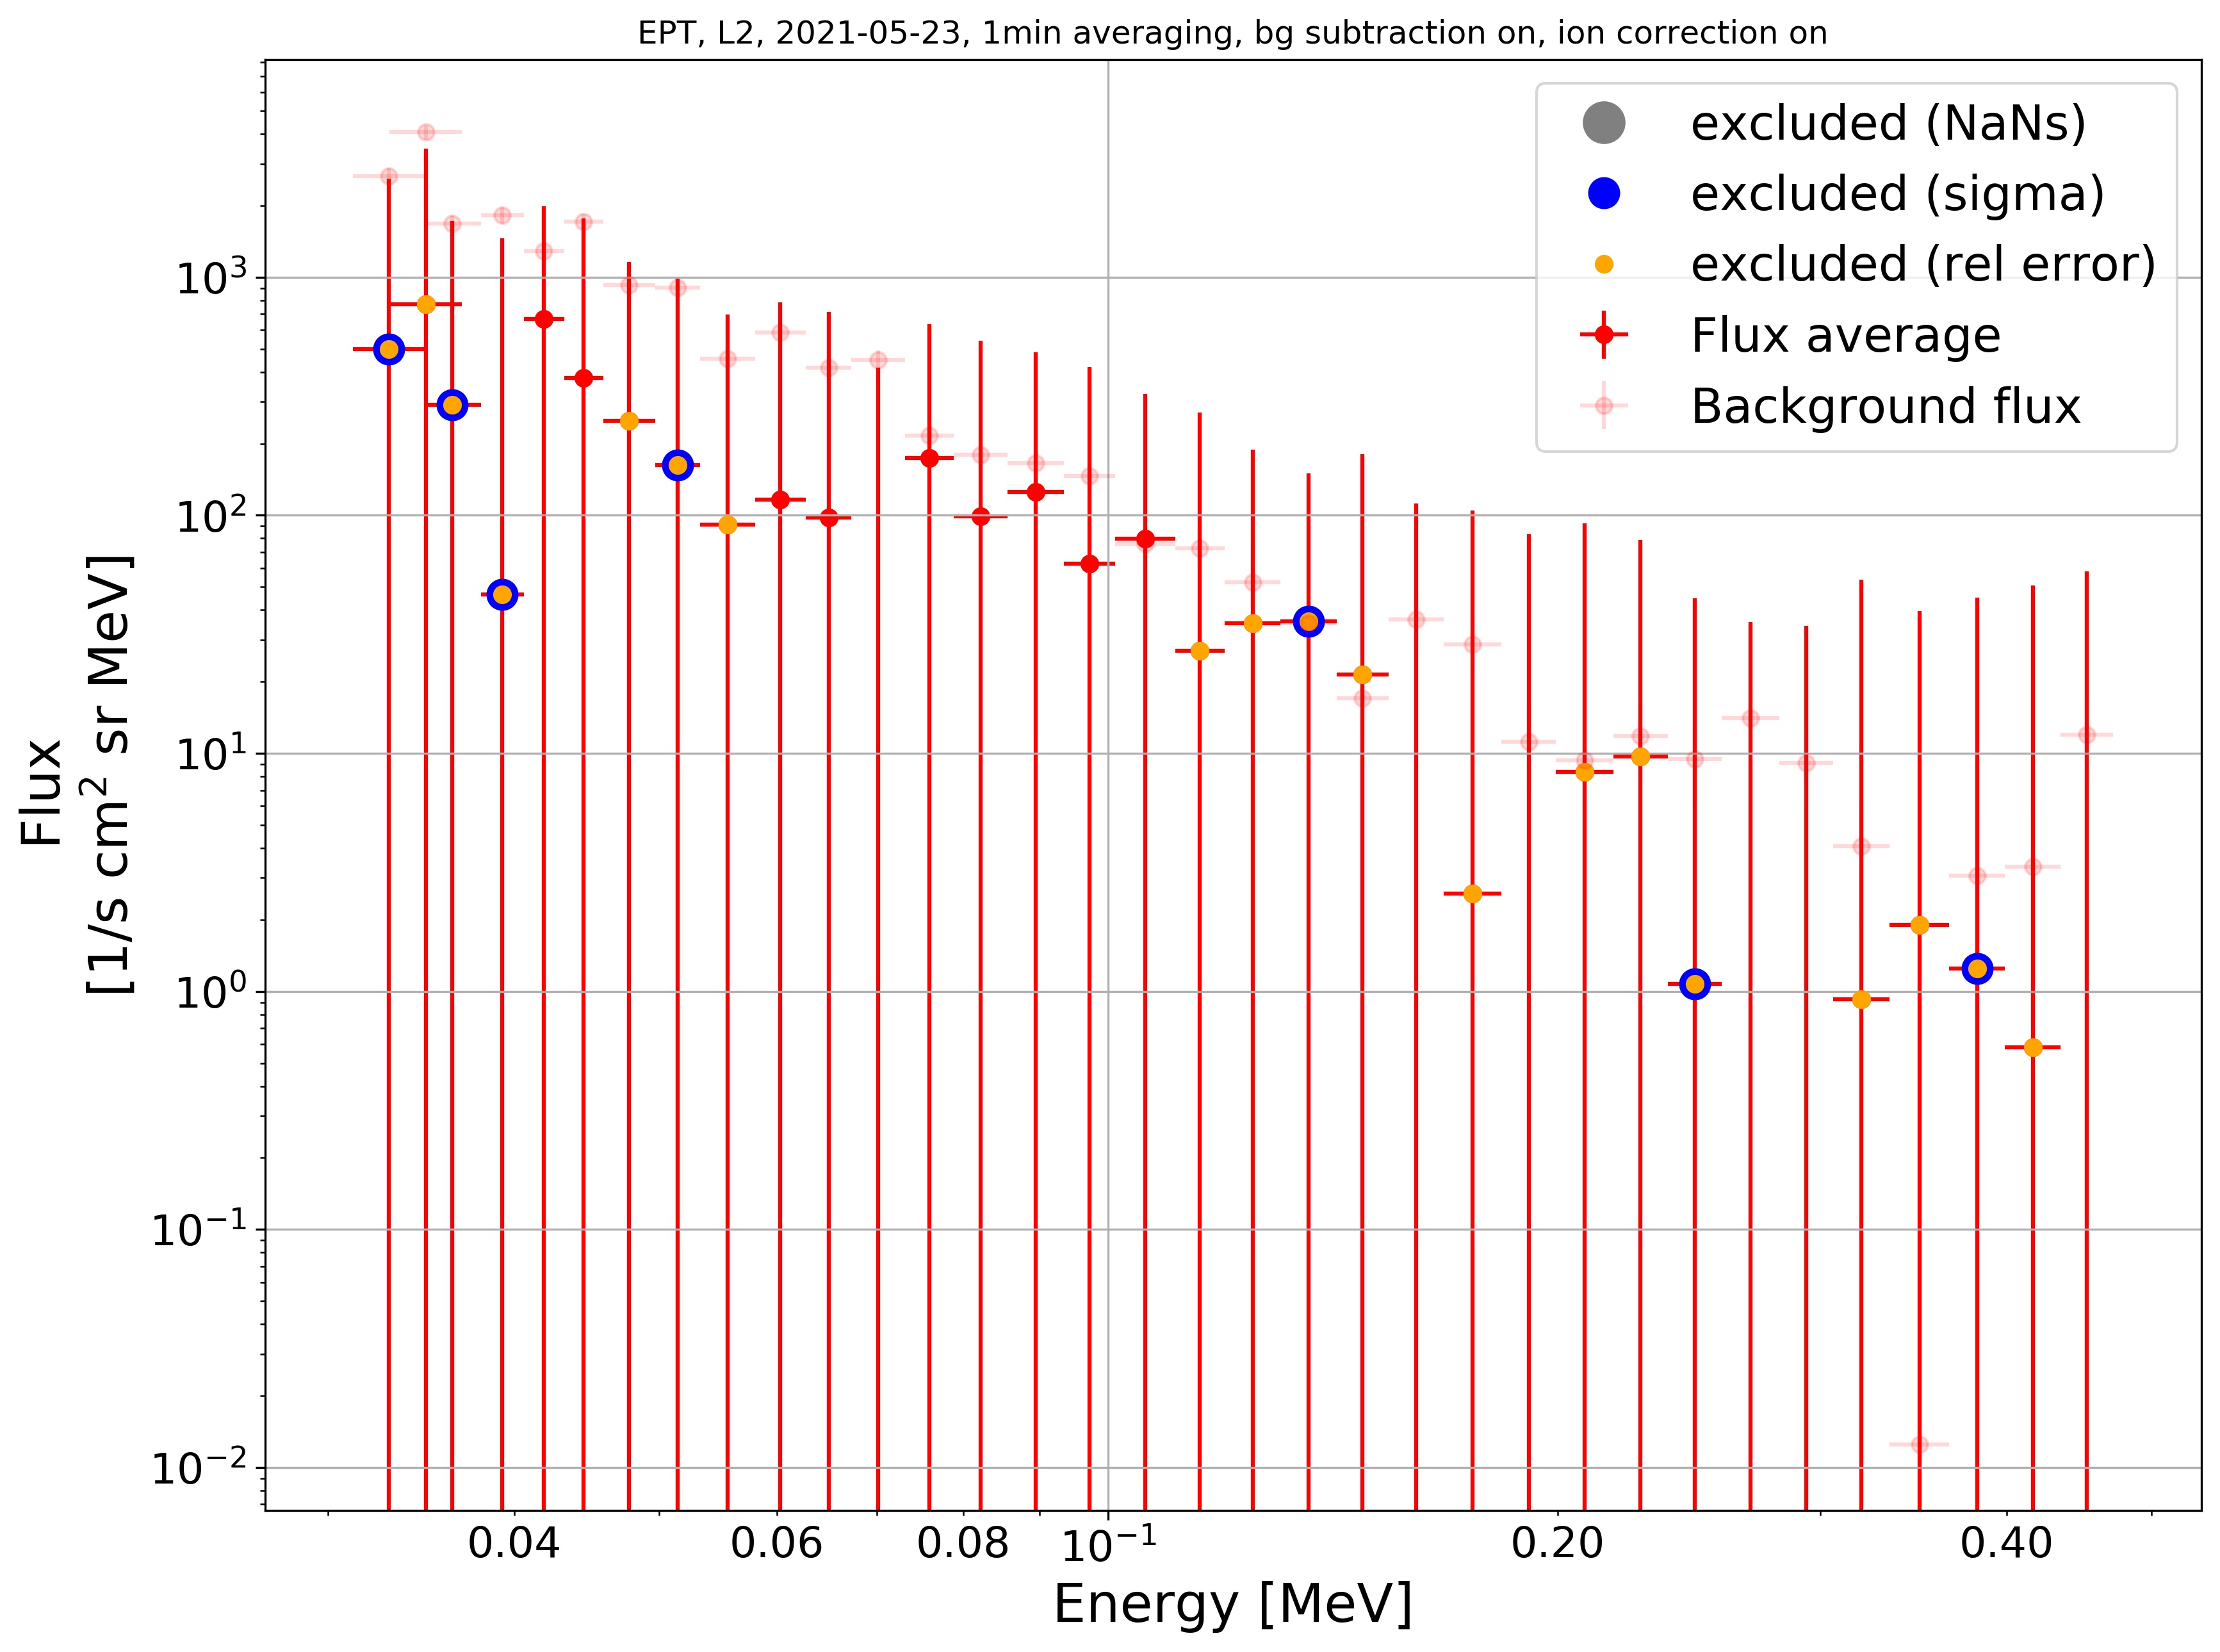 EPT, L2, 2021-05-23, 1min averaging, bg subtraction on, ion correction on
excluded (NaNs)
excluded (sigma)
excluded (rel error)
Flux average
Background flux
10³
10²
10¹
10⁰
10⁻¹
10⁻²
Flux
[1/s cm² sr MeV]
0.04
0.06
0.08
10⁻¹
0.20
0.40
Energy [MeV]